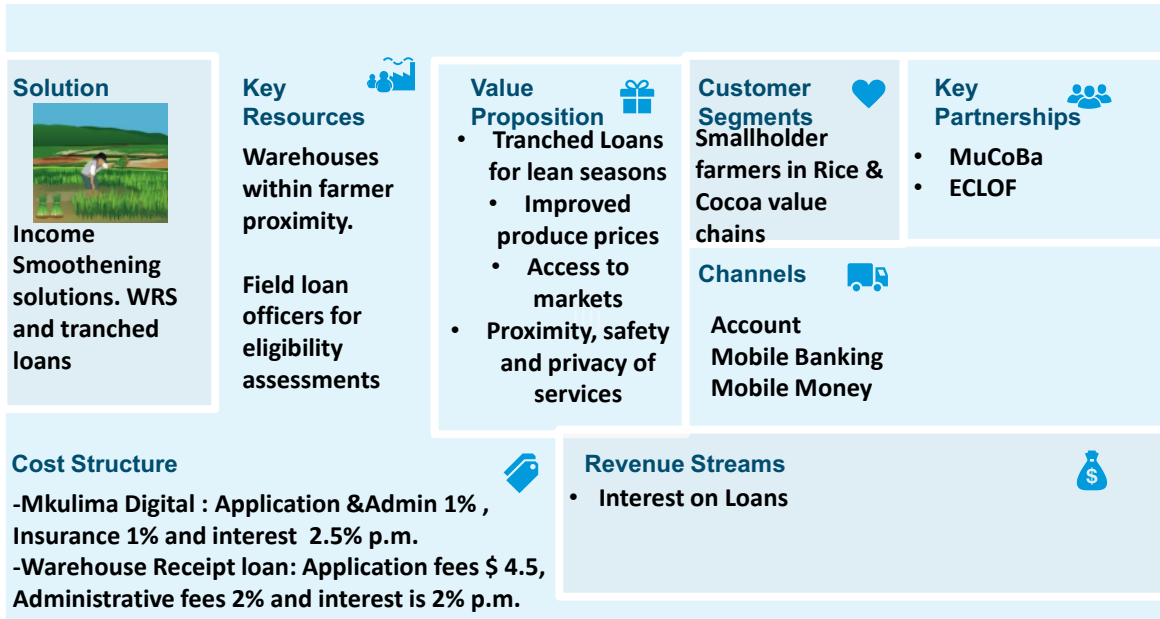 Solution
Income
Smoothening
solutions. WRS
and tranched
loans
Key
Resources
Warehouses
within farmer
proximity.
Field loan
officers for
eligibility
assessments
Value
Proposition
• Tranched Loans
for lean seasons
• Improved
produce prices
• Access to
markets
• Proximity, safety
and privacy of
services
Customer
Segments
Smallholder
farmers in Rice &
Cocoa value
chains
Key
Partnerships
• MuCoBa
• ECLOF
Channels
Account
Mobile Banking
Mobile Money
Cost Structure
-Mkulima Digital : Application &Admin 1% ,
Insurance 1% and interest 2.5% p.m.
-Warehouse Receipt loan: Application fees $ 4.5,
Administrative fees 2% and interest is 2% p.m.
Revenue Streams
$
• Interest on Loans